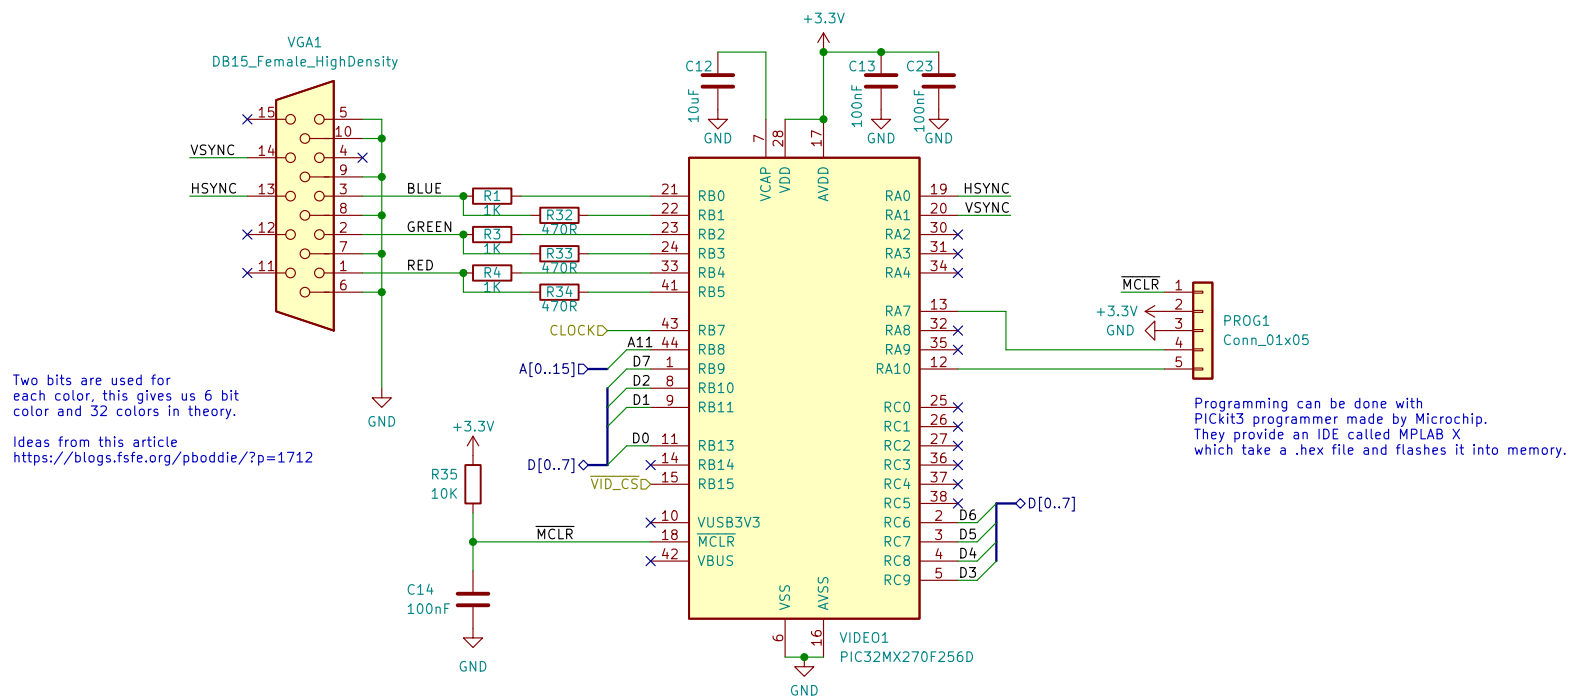 +3.3V
VGA1
DB15_Female_HighDensity
C12
10uF
GND
C13
100nF
GND
C23
100nF
GND
15
5
10
VSYNC
14
4
9
HSYNC
13
3
BLUE
8
12
2
GREEN
7
11
1
RED
6
GND
R1
1K
R32
470R
R3
1K
R33
470R
R4
1K
R34
470R
7
28
17
VCAP
VDD
AVDD
21
RB0
22
RB1
23
RB2
24
RB3
33
RB4
41
RB5
CLOCK
43
RB7
A11
44
RB8
A[0..15]
D7
1
RB9
D2
8
RB10
D1
9
RB11
D0
11
RB13
D[0..7]
14
RB14
VID_CS
15
RB15
10
VUSB3V3
MCLR
18
MCLR
42
VBUS
RA0
19
HSYNC
RA1
20
VSYNC
RA2
30
RA3
31
RA4
34
RA7
13
RA8
32
RA9
35
RA10
12
RC0
25
RC1
26
RC2
27
RC3
36
RC4
37
RC5
38
D[0..7]
RC6
2
D6
RC7
3
D5
RC8
4
D4
RC9
5
D3
VSS
AVSS
6
16
GND
VIDEO1
PIC32MX270F256D
MCLR
1
+3.3V
2
GND
3
4
5
PROG1
Conn_01x05
Two bits are used for
each color, this gives us 6 bit
color and 32 colors in theory.
Ideas from this article
https://blogs.fsfe.org/pboddie/?p=1712
+3.3V
R35
10K
C14
100nF
GND
Programming can be done with
PICkit3 programmer made by Microchip.
They provide an IDE called MPLAB X
which take a .hex file and flashes it into memory.